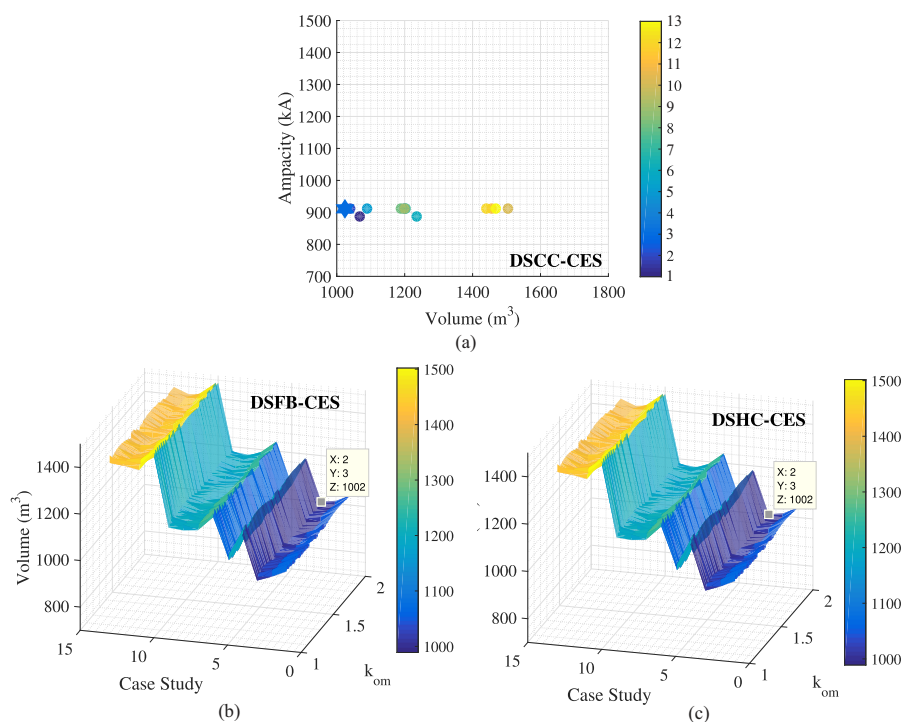 1500
1400
1300
1200
1100
1000
900
800
700
Ampacity (kA)
1000 1200 1400 1600 1800
Volume (m³)
DSCC-CES
13
12
11
10
9
8
7
6
5
4
3
2
1
(a)
DSFB-CES
X: 2
Y: 3
Z: 1002
1400
1200
1000
800
Volume (m³)
15 10 5 0
Case Study
1 1.5 2
k_om
1500
1400
1300
1200
1100
1000
(b)
DSHC-CES
X: 2
Y: 3
Z: 1002
1400
1200
1000
800
15 10 5 0
Case Study
1 1.5 2
k_om
1500
1400
1300
1200
1100
1000
(c)